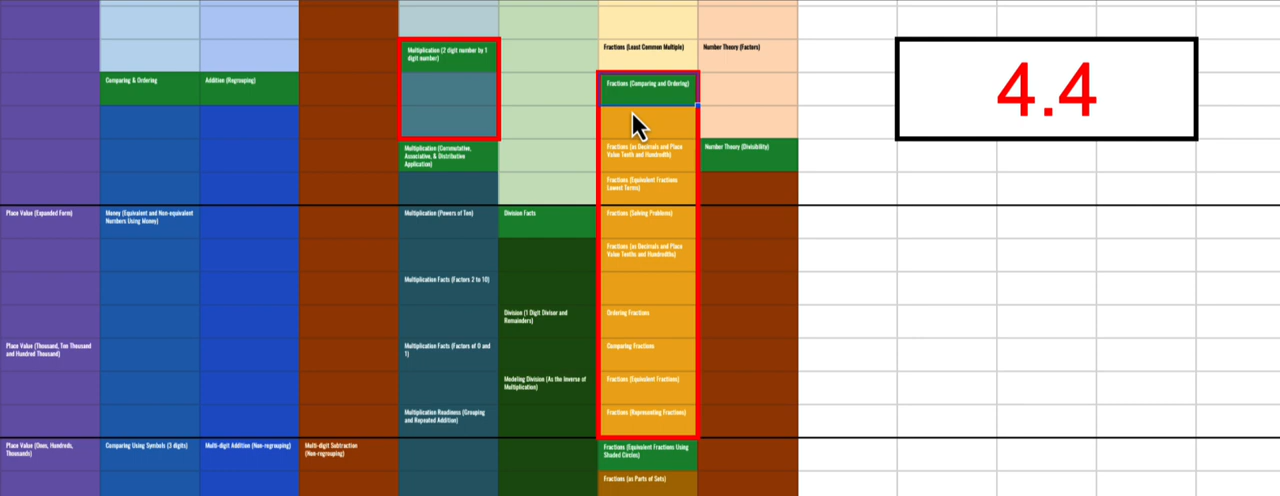 Multiplication (2 digit number by 1
digit number)
Fractions (Least Common Multiple)
Number Theory (Factors)
4.4
Comparing & Ordering
Addition (Regrouping)
Fractions (Comparing and Ordering)
Multiplication (Commutative,
Associative, & Distributive
Application)
Fractions (as Decimals and Place
Value Tenth and Hundredth)
Number Theory (Divisibility)
Fractions (Equivalent Fractions
Lowest Terms)
Place Value (Expanded Form)
Money (Equivalent and Non-equivalent
Numbers Using Money)
Multiplication (Powers of Ten)
Division Facts
Fractions (Solving Problems)
Fractions (as Decimals and Place
Value Tenths and Hundredths)
Multiplication Facts (Factors 2 to 10)
Division (1 Digit Divisor and
Remainders)
Ordering Fractions
Place Value (Thousand, Ten Thousand
and Hundred Thousand)
Multiplication Facts (Factors of 0 and
1)
Comparing Fractions
Modeling Division (As the Inverse of
Multiplication)
Fractions (Equivalent Fractions)
Multiplication Readiness (Grouping
and Repeated Addition)
Fractions (Representing Fractions)
Place Value (Ones, Hundreds,
Thousands)
Comparing Using Symbols (3 digits)
Multi-digit Addition (Non-regrouping)
Multi-digit Subtraction
(Non-regrouping)
Fractions (Equivalent Fractions Using
Shaded Circles)
Fractions (as Parts of Sets)